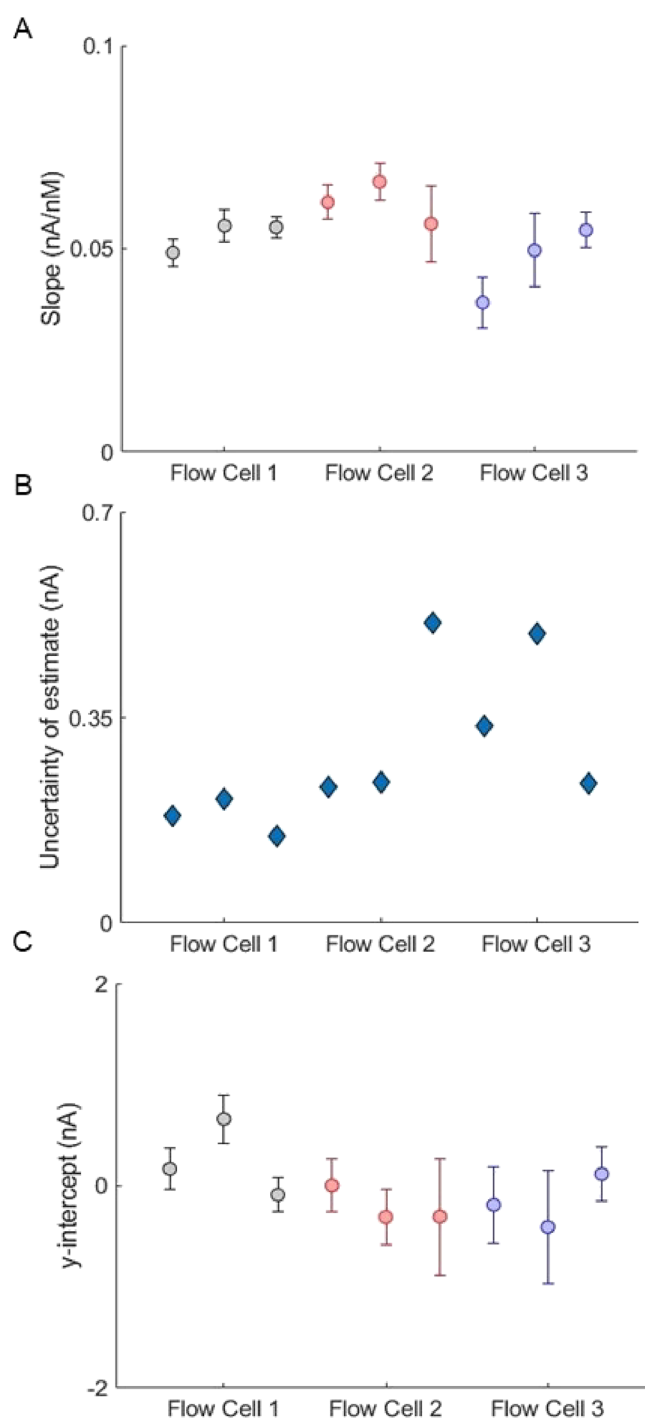 A
0.1
0.05
0
Slope (nA/nM)
Flow Cell 1 Flow Cell 2 Flow Cell 3
B
0.7
0.35
0
Uncertainty of estimate (nA)
Flow Cell 1 Flow Cell 2 Flow Cell 3
C
2
0
-2
y-intercept (nA)
Flow Cell 1 Flow Cell 2 Flow Cell 3